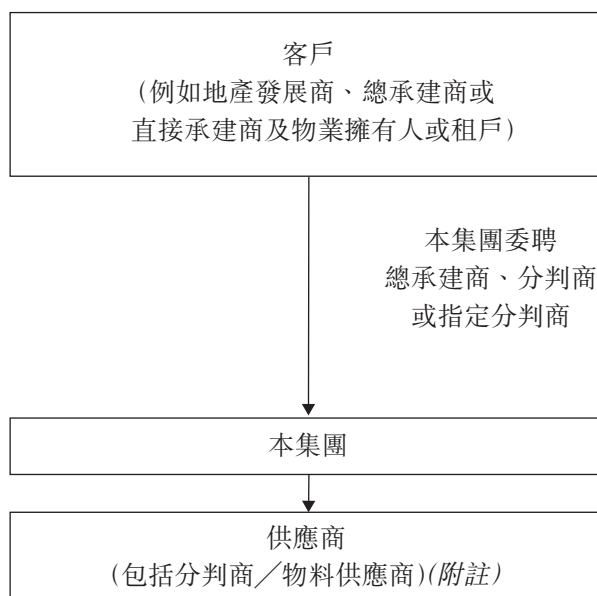 客戶
(例如地產發展商、總承建商或
直接承建商及物業擁有人或租戶)
本集團委聘
總承建商、分判商
或指定分判商
本集團
供應商
(包括分判商／物料供應商)(附註)